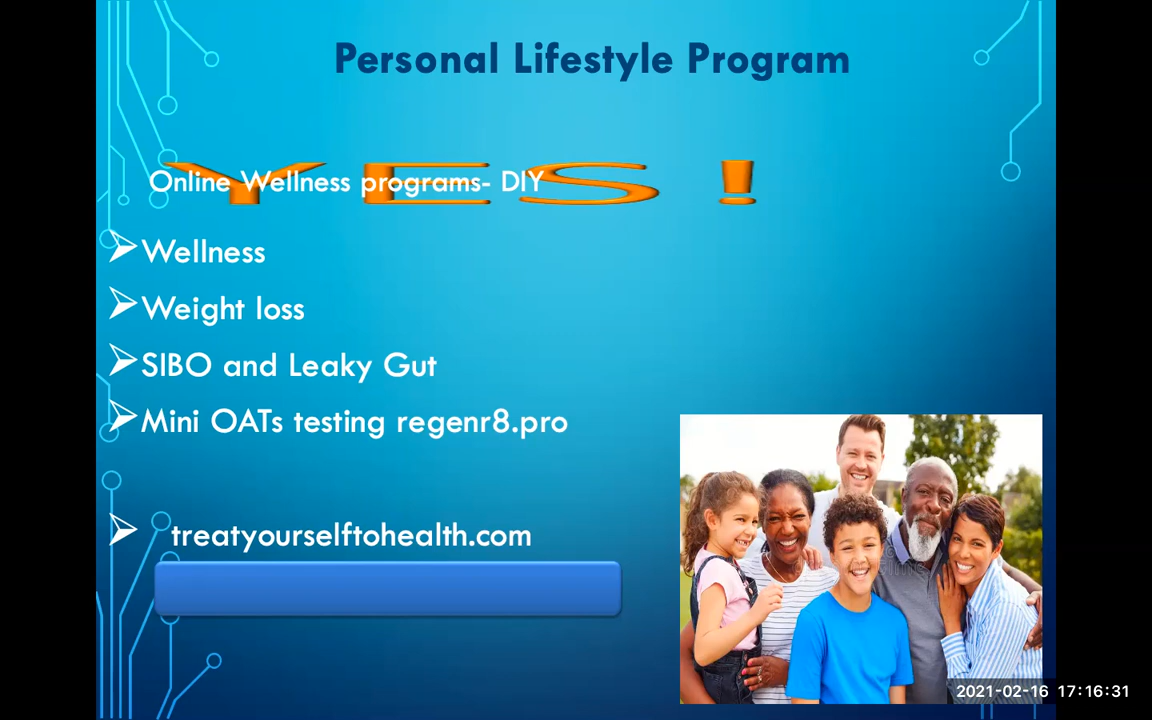 Personal Lifestyle Program
YES!
Online Wellness programs- DIY
Wellness
Weight loss
SIBO and Leaky Gut
Mini OATs testing regenr8.pro
treatyourselftohealth.com
2021-02-16 17:16:31